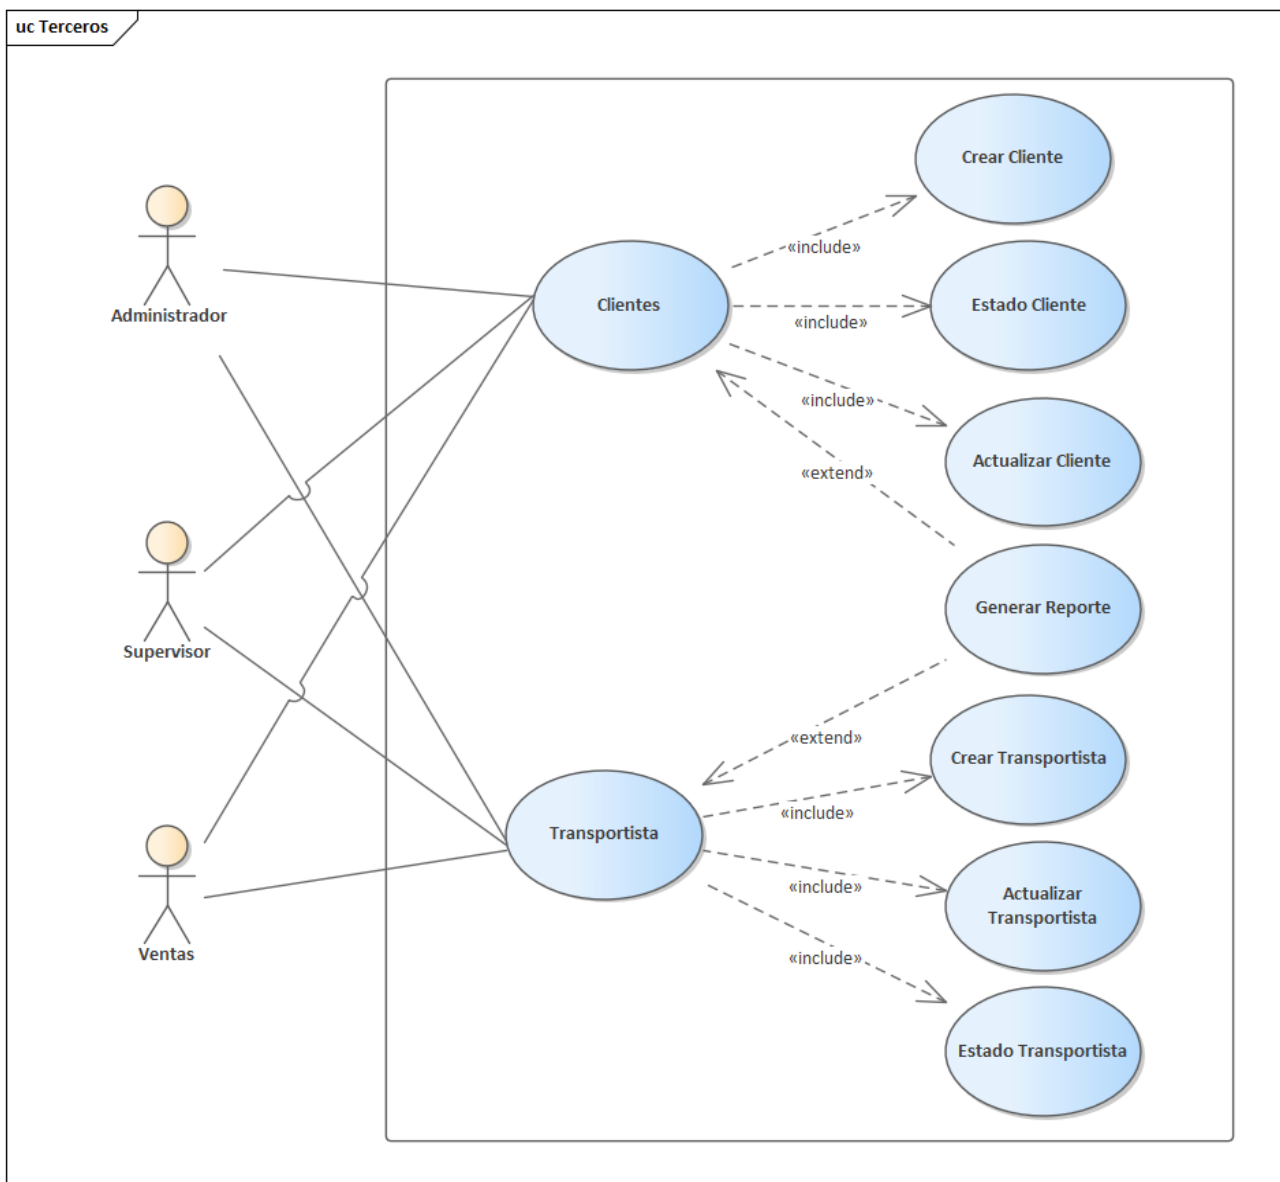 uc Terceros
Crear Cliente
«include»
Administrador
Clientes
Estado Cliente
«include»
«include»
Actualizar Cliente
«extend»
Generar Reporte
Supervisor
«extend»
Crear Transportista
«include»
Transportista
Ventas
«include»
Actualizar
Transportista
«include»
Estado Transportista